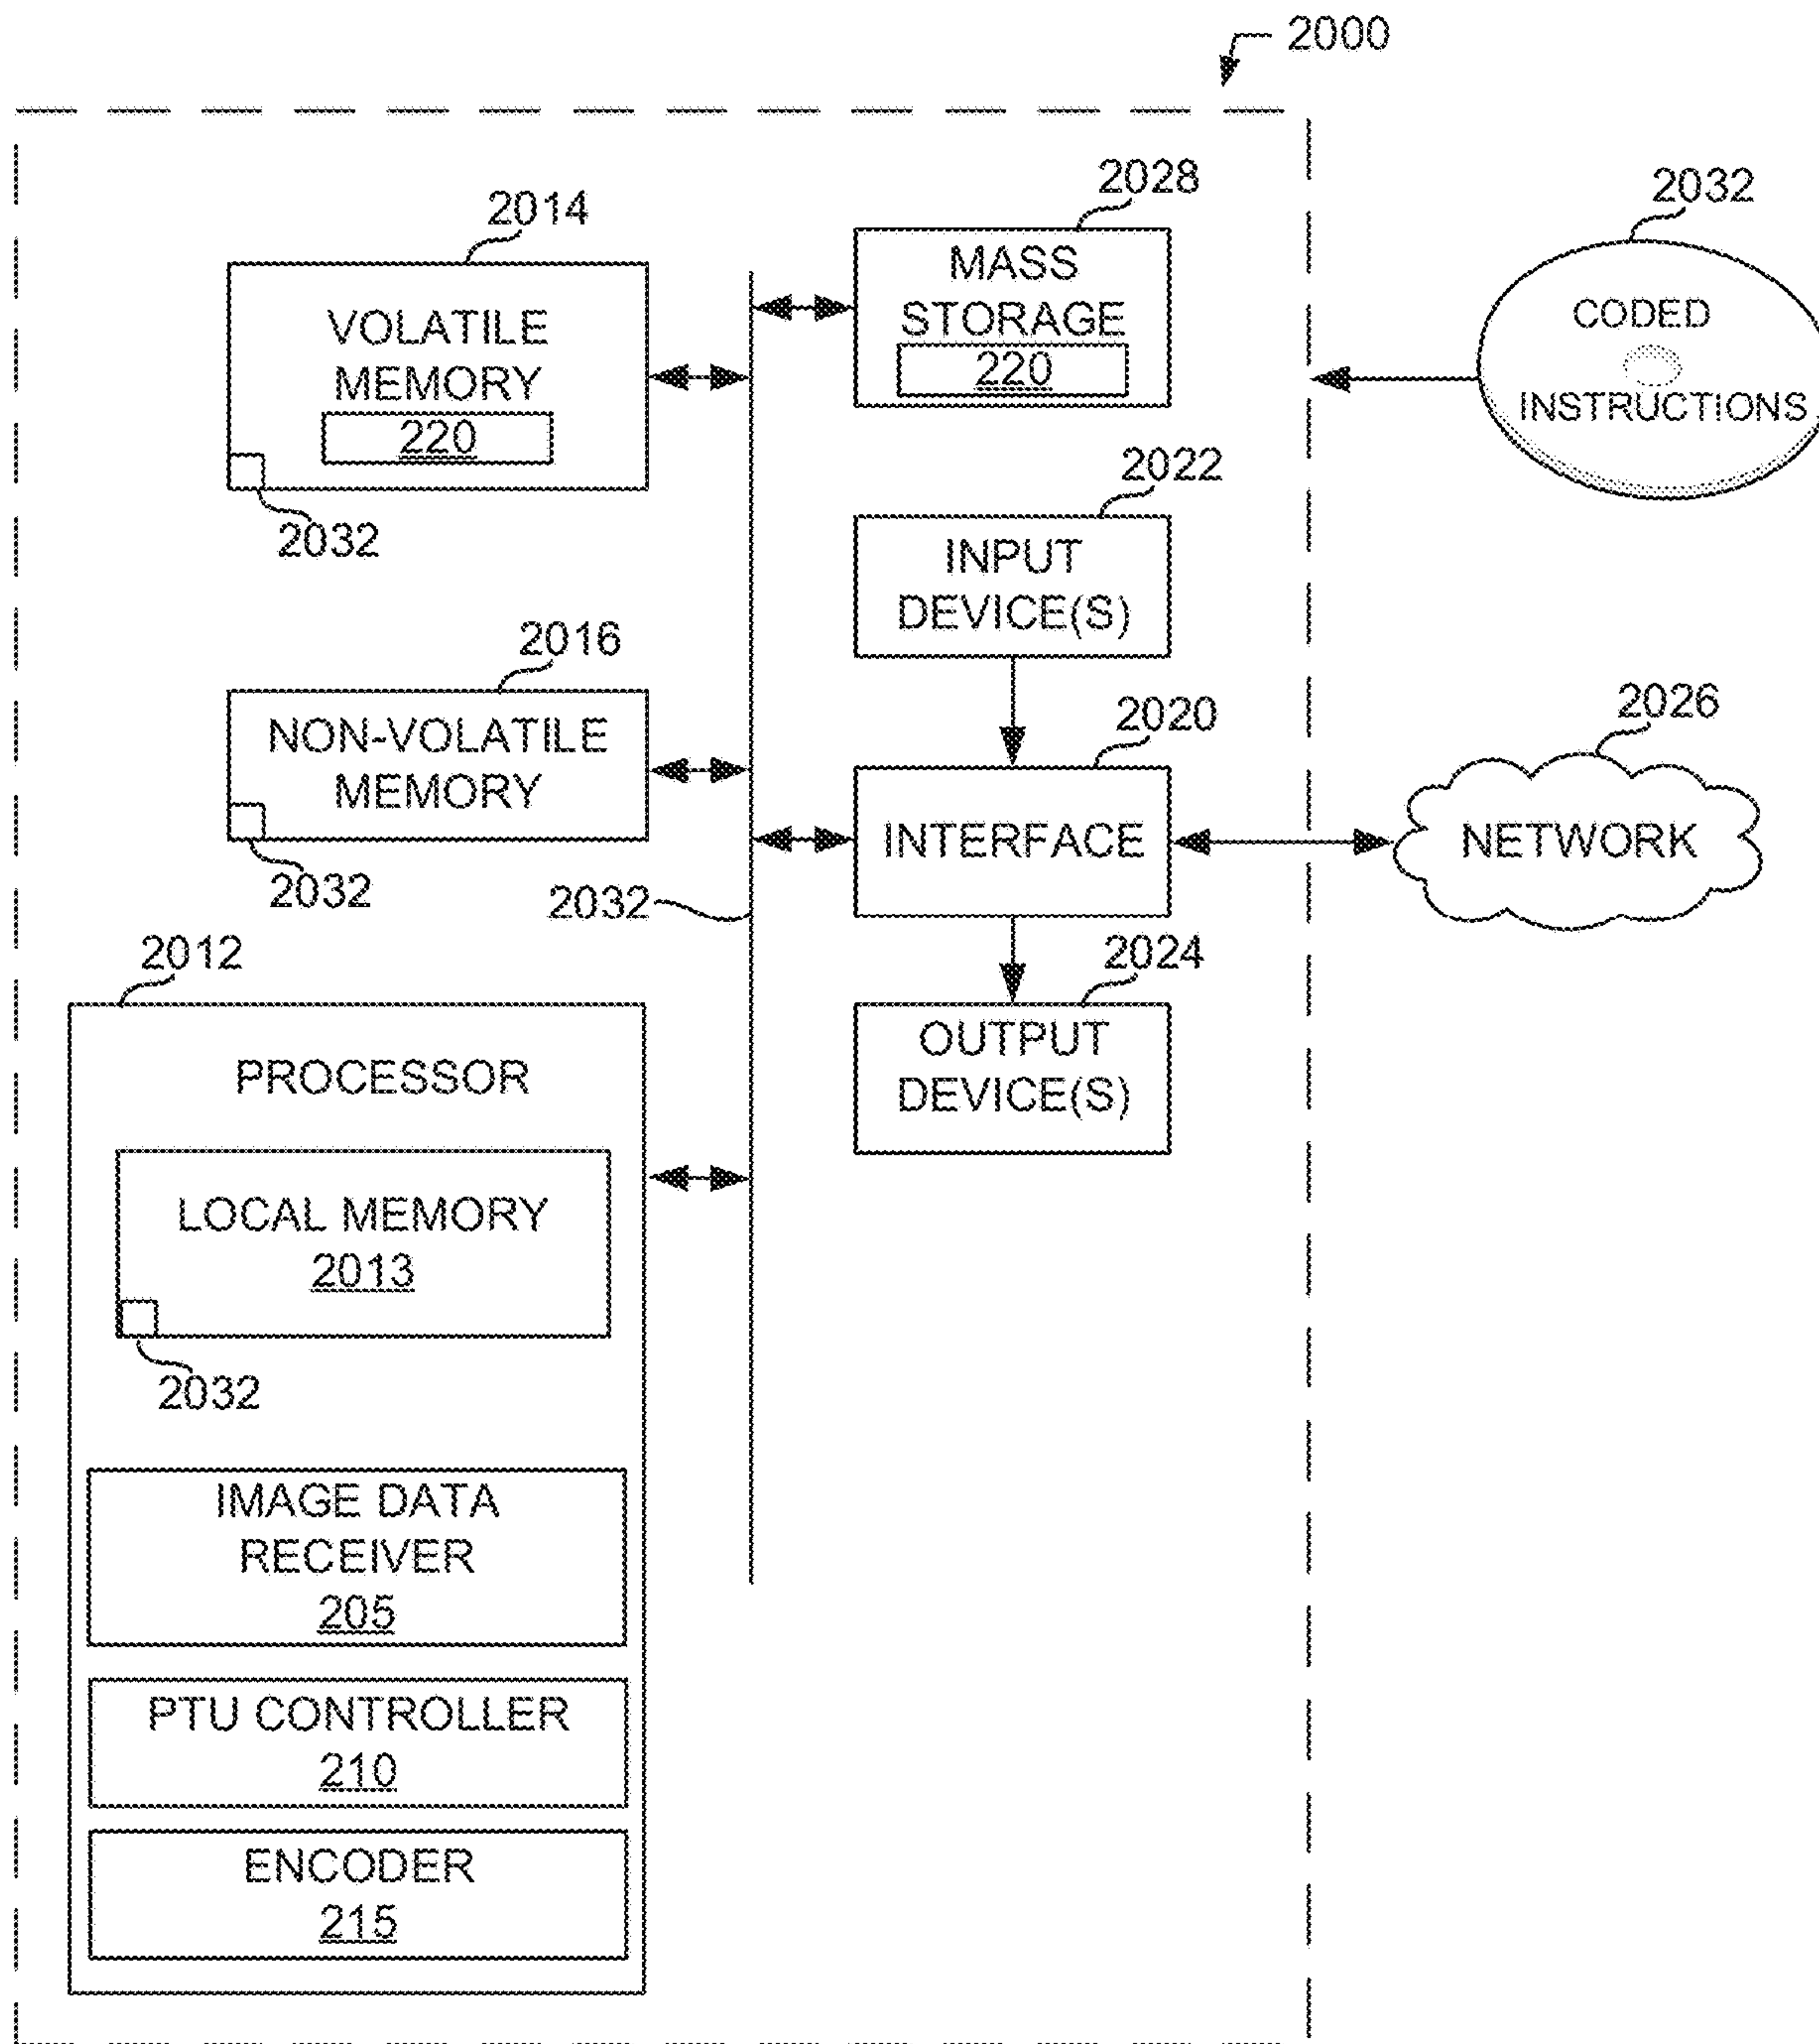 2000
2014
VOLATILE
MEMORY
220
2032
2028
MASS
STORAGE
220
2032
CODED
INSTRUCTIONS
2022
INPUT
DEVICE(S)
2016
NON-VOLATILE
MEMORY
2032
2020
INTERFACE
2026
NETWORK
2032
2024
OUTPUT
DEVICE(S)
2012
PROCESSOR
LOCAL MEMORY
2013
2032
IMAGE DATA
RECEIVER
205
PTU CONTROLLER
210
ENCODER
215